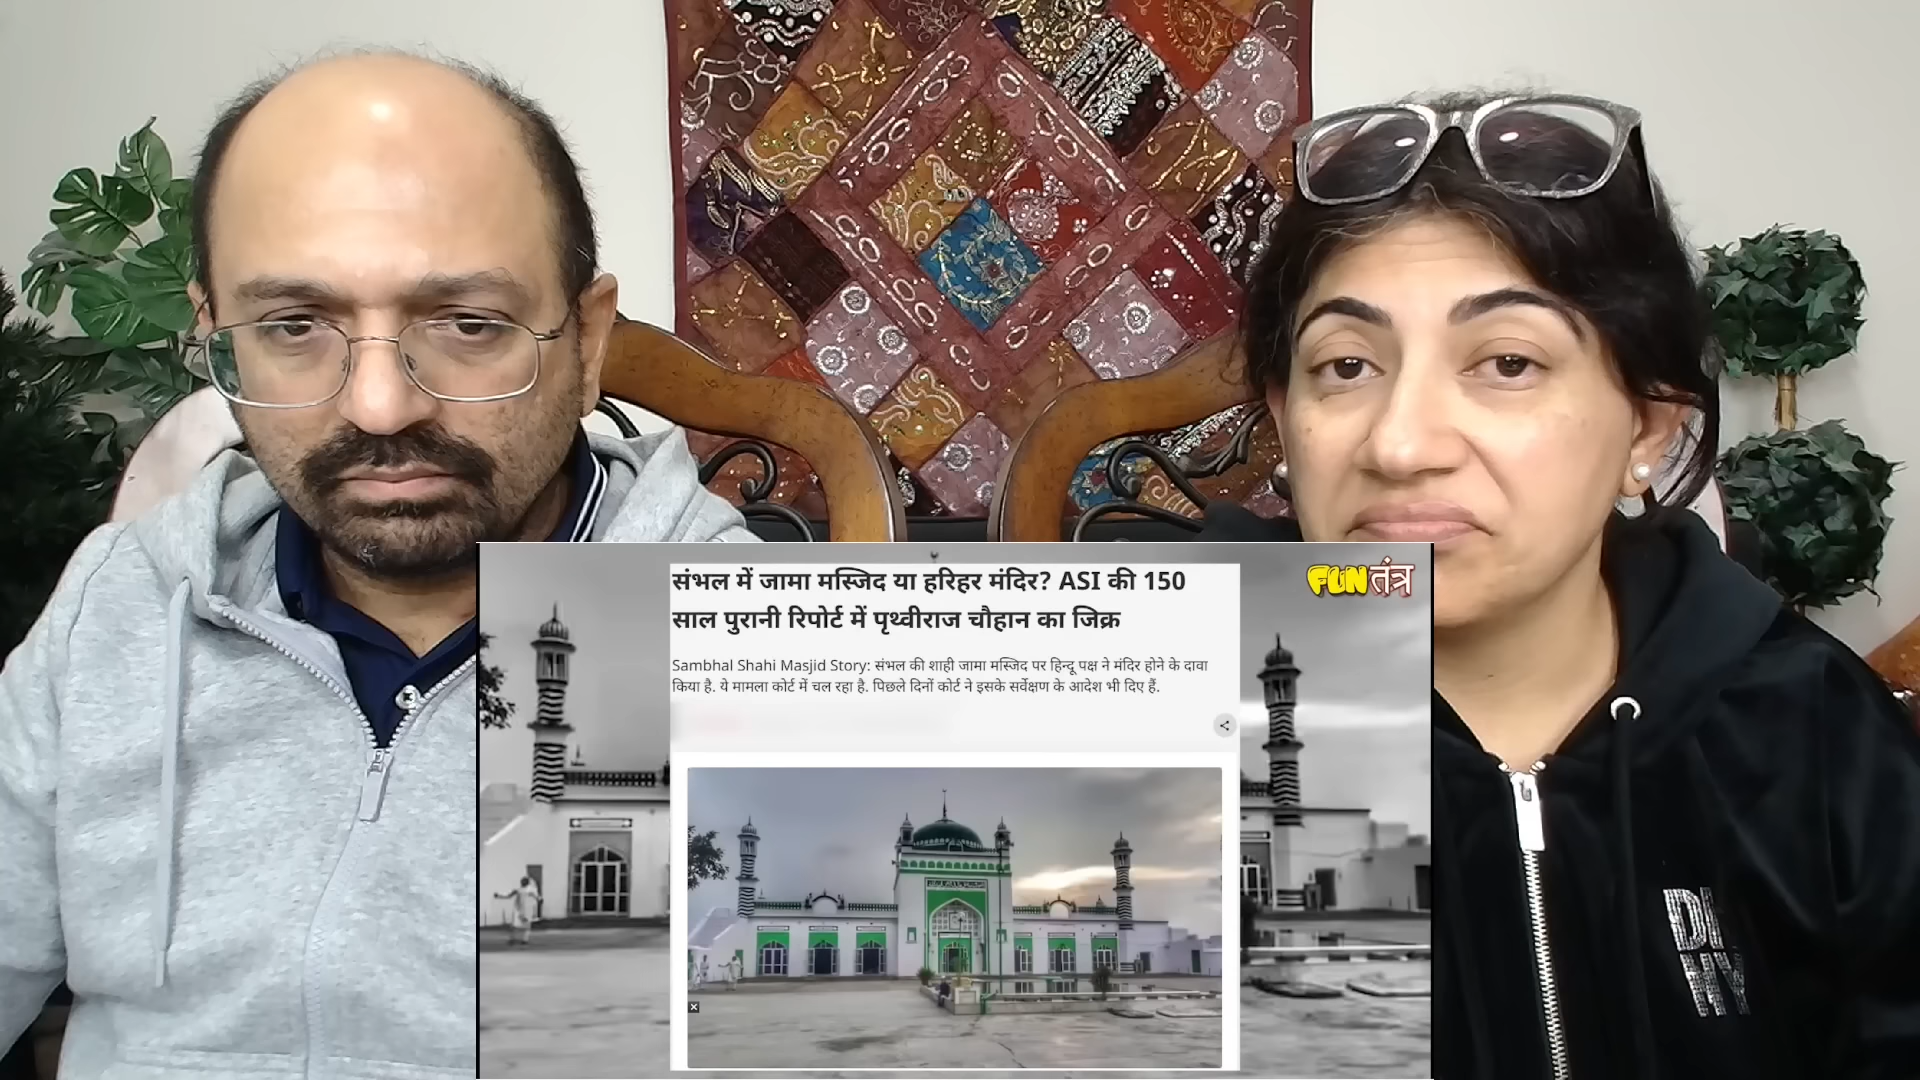 FUNतंत्र
संभल में जामा मस्जिद या हरिहर मंदिर? ASI की 150
साल पुरानी रिपोर्ट में पृथ्वीराज चौहान का जिक्र
Sambhal Shahi Masjid Story: संभल की शाही जामा मस्जिद पर हिन्दू पक्ष ने मंदिर होने के दावा
किया है. ये मामला कोर्ट में चल रहा है. पिछले दिनों कोर्ट ने इसके सर्वेक्षण के आदेश भी दिए हैं.